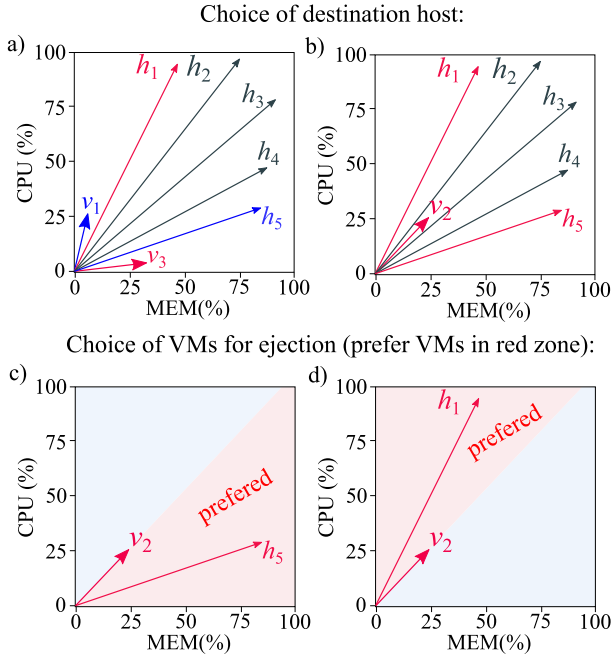 Choice of destination host:
a)
100
75
50
25
0
CPU (%)
h1
h2
h3
h4
h5
v1
v3
0 25 50 75 100
MEM(%)
b)
100
75
50
25
0
CPU (%)
h1
h2
h3
h4
h5
v2
0 25 50 75 100
MEM(%)
Choice of VMs for ejection (prefer VMs in red zone):
c)
100
75
50
25
0
CPU (%)
prefered
v2
h5
0 25 50 75 100
MEM(%)
d)
100
75
50
25
0
CPU (%)
h1
prefered
v2
0 25 50 75 100
MEM(%)